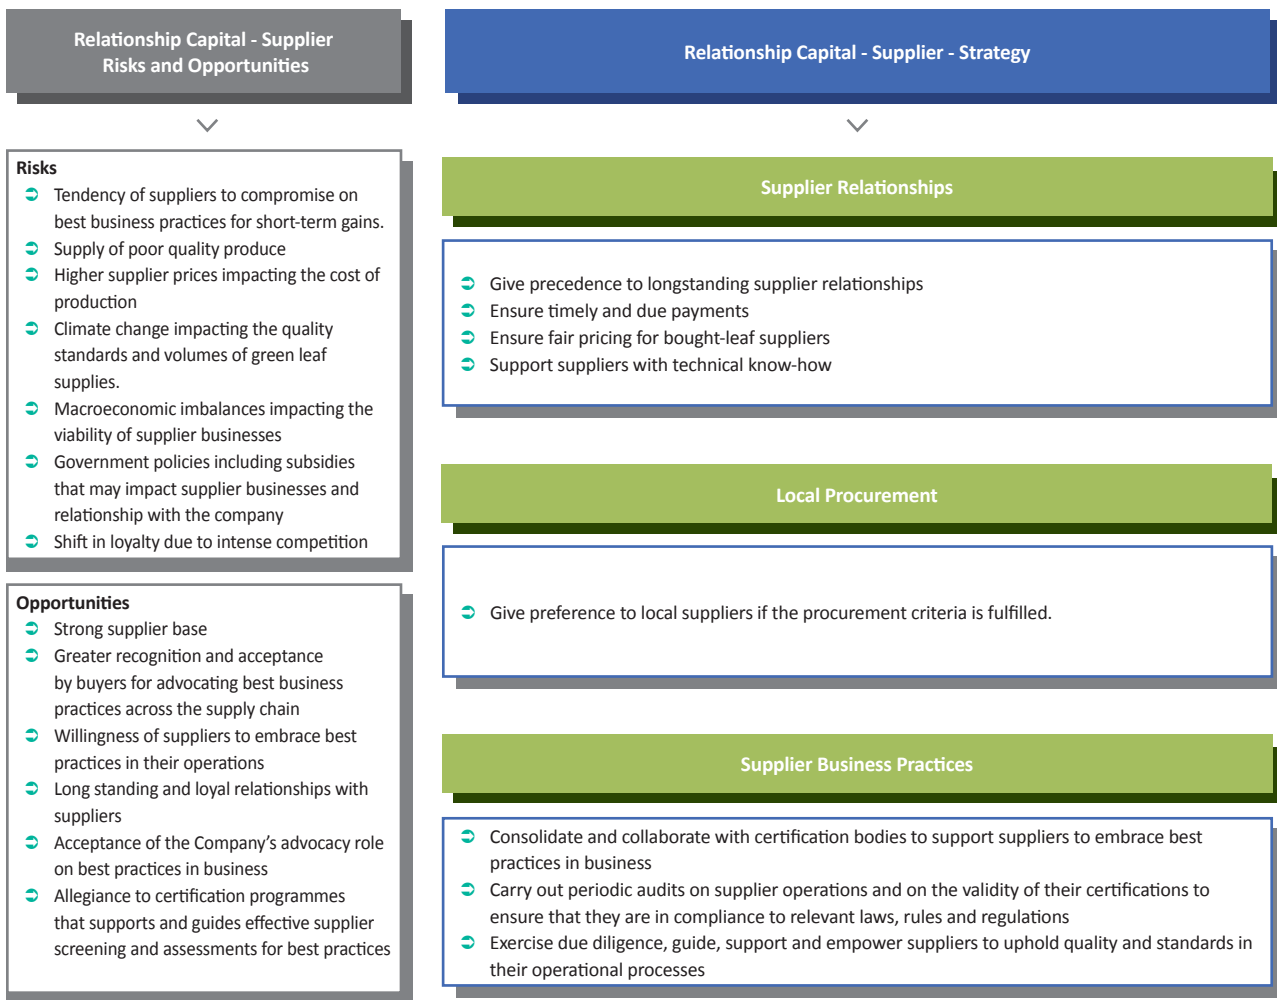 Relationship Capital - Supplier
Risks and Opportunities
Risks
Tendency of suppliers to compromise on
best business practices for short-term gains.
Supply of poor quality produce
Higher supplier prices impacting the cost of
production
Climate change impacting the quality
standards and volumes of green leaf
supplies.
Macroeconomic imbalances impacting the
viability of supplier businesses
Government policies including subsidies
that may impact supplier businesses and
relationship with the company
Shift in loyalty due to intense competition
Opportunities
Strong supplier base
Greater recognition and acceptance
by buyers for advocating best business
practices across the supply chain
Willingness of suppliers to embrace best
practices in their operations
Long standing and loyal relationships with
suppliers
Acceptance of the Company's advocacy role
on best practices in business
Allegiance to certification programmes
that supports and guides effective supplier
screening and assessments for best practices
Relationship Capital - Supplier - Strategy
Supplier Relationships
Give precedence to longstanding supplier relationships
Ensure timely and due payments
Ensure fair pricing for bought-leaf suppliers
Support suppliers with technical know-how
Local Procurement
Give preference to local suppliers if the procurement criteria is fulfilled.
Supplier Business Practices
Consolidate and collaborate with certification bodies to support suppliers to embrace best
practices in business
Carry out periodic audits on supplier operations and on the validity of their certifications to
ensure that they are in compliance to relevant laws, rules and regulations
Exercise due diligence, guide, support and empower suppliers to uphold quality and standards in
their operational processes